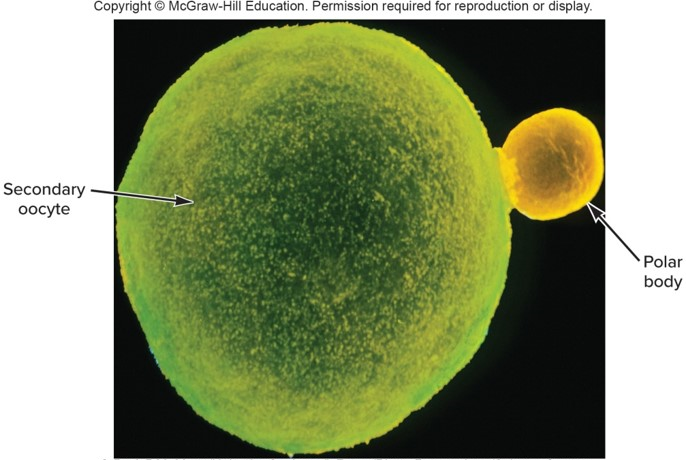 Copyright © McGraw-Hill Education. Permission required for reproduction or display.
Secondary
oocyte
Polar
body